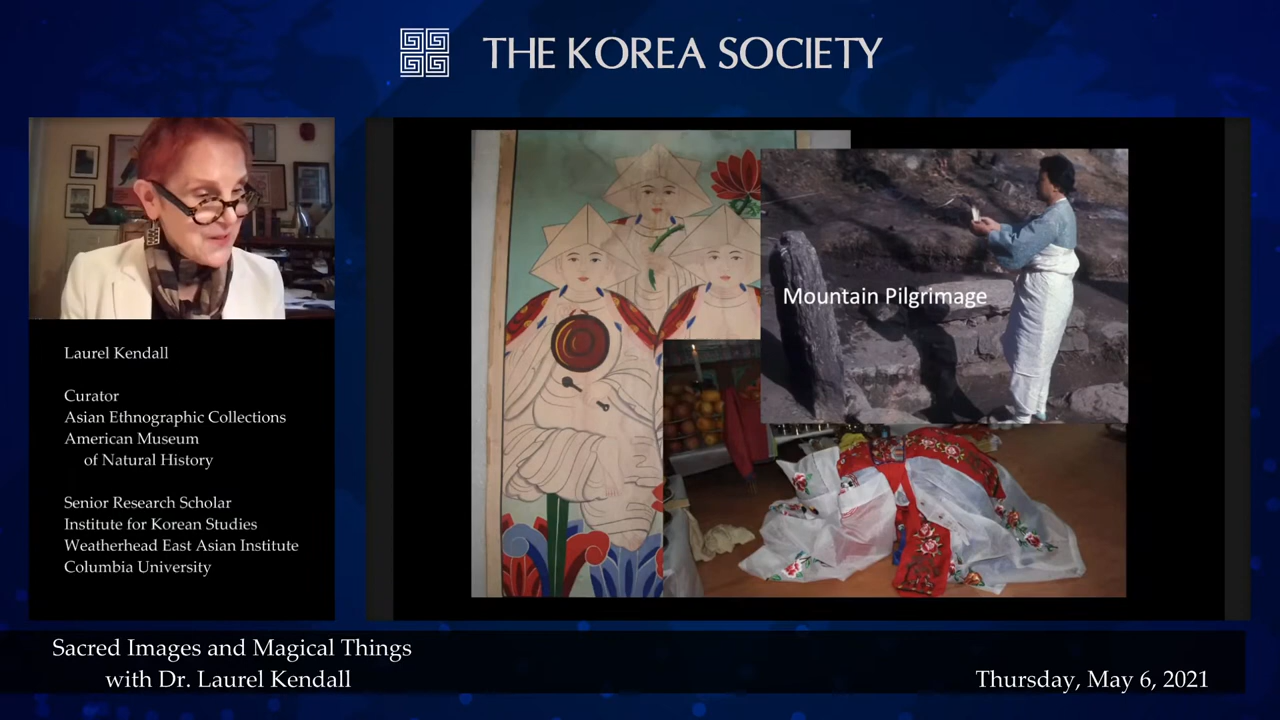 THE KOREA SOCIETY
Mountain Pilgrimage
Laurel Kendall
Curator
Asian Ethnographic Collections
American Museum
of Natural History
Senior Research Scholar
Institute for Korean Studies
Weatherhead East Asian Institute
Columbia University
Sacred Images and Magical Things
with Dr. Laurel Kendall
Thursday, May 6, 2021